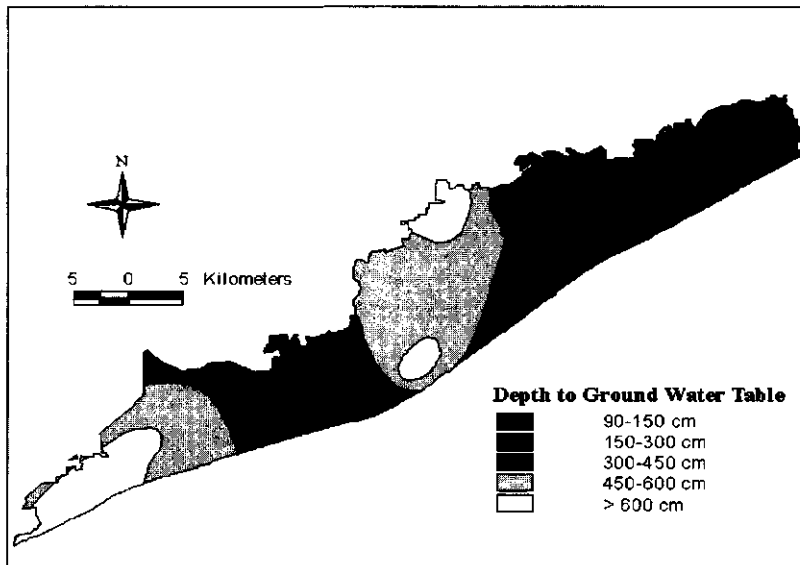 N
5 0 5 Kilometers
Depth to Ground Water Table
90-150 cm
150-300 cm
300-450 cm
450-600 cm
> 600 cm